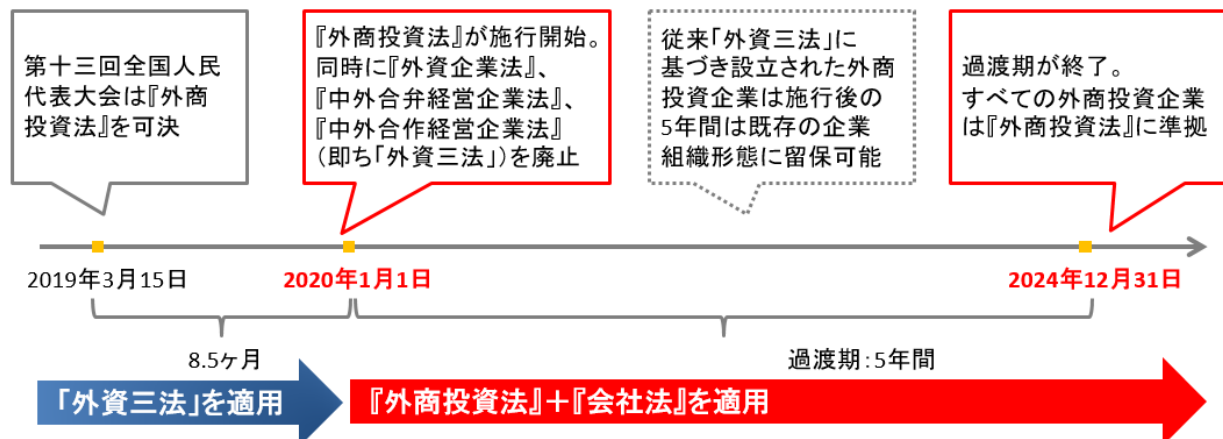 第十三回全国人民
代表大会は『外商
投資法』を可決
『外商投資法』が施行開始。
同時に『外資企業法』、
『中外合弁経営企業法』、
『中外合作経営企業法』
(即ち「外資三法」)を廃止
従来「外資三法」に
基づき設立された外商
投資企業は施行後の
5年間は既存の企業
組織形態に留保可能
過渡期が終了。
すべての外商投資企業
は『外商投資法』に準拠
2019年3月15日
2020年1月1日
2024年12月31日
8.5ヶ月
過渡期：5年間
「外資三法」を適用
『外商投資法』＋『会社法』を適用